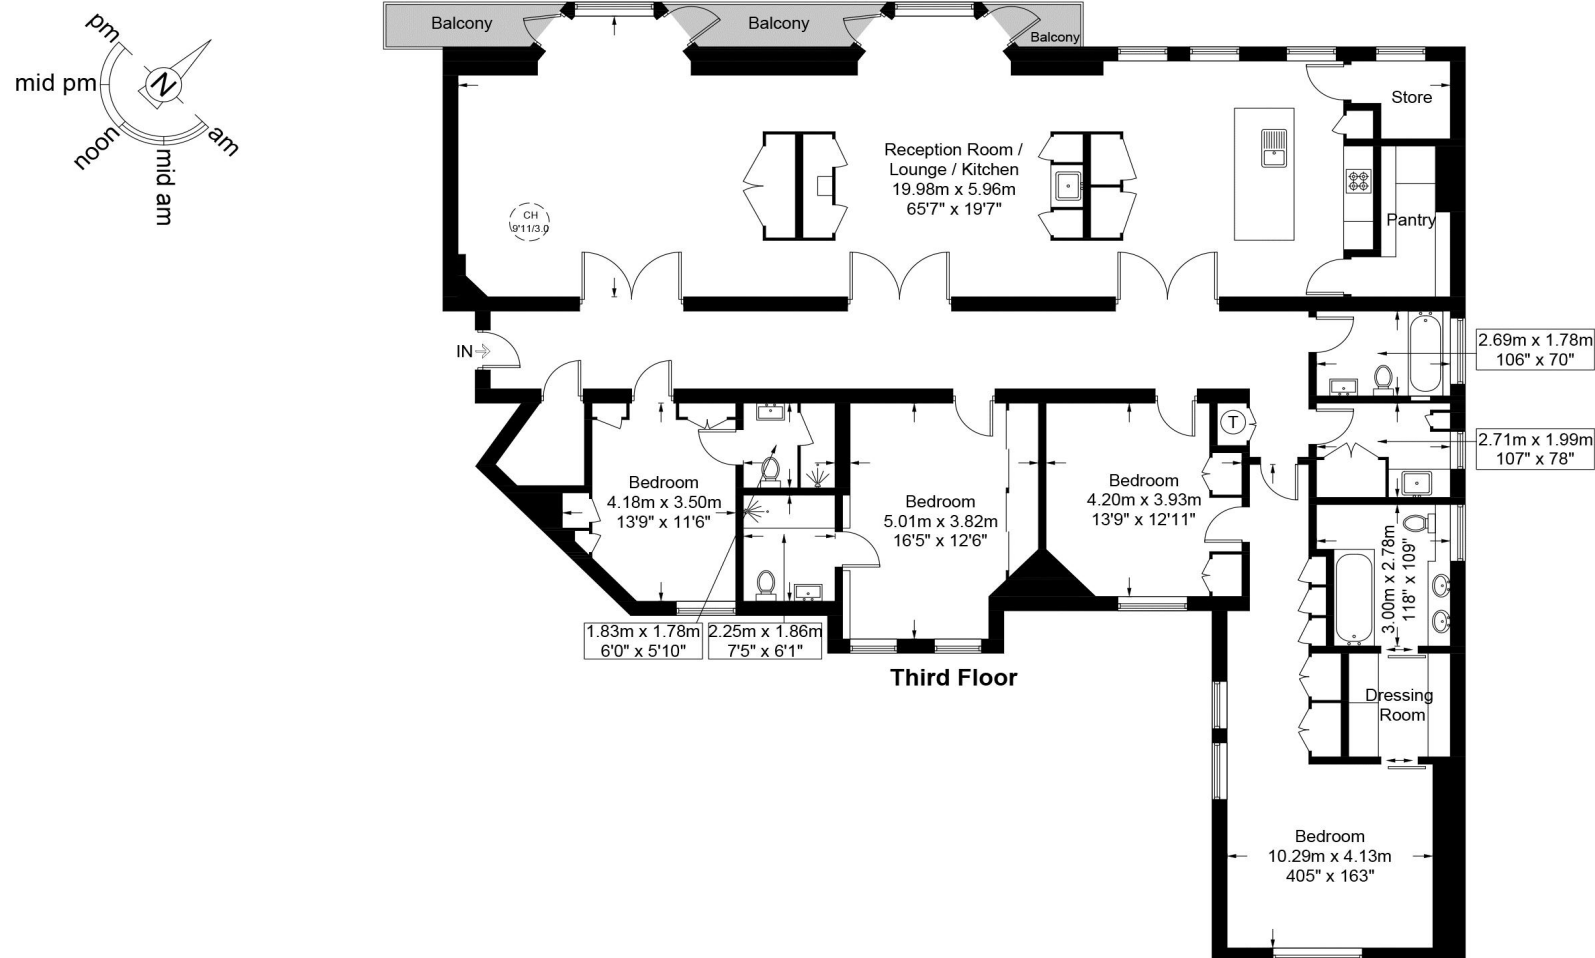 Balcony
Balcony
Balcony
pm
mid pm
N
noon
mid am
am
Store
Reception Room /
Lounge / Kitchen
19.98m x 5.96m
65'7" x 19'7"
CH
9'11/3.0
Pantry
IN
2.69m x 1.78m
106" x 70"
T
2.71m x 1.99m
107" x 78"
Bedroom
4.18m x 3.50m
13'9" x 11'6"
Bedroom
5.01m x 3.82m
16'5" x 12'6"
Bedroom
4.20m x 3.93m
13'9" x 12'11"
3.00m x 2.78m
118" x 109"
1.83m x 1.78m
6'0" x 5'10"
2.25m x 1.86m
7'5" x 6'1"
Third Floor
Dressing
Room
Bedroom
10.29m x 4.13m
405" x 163"